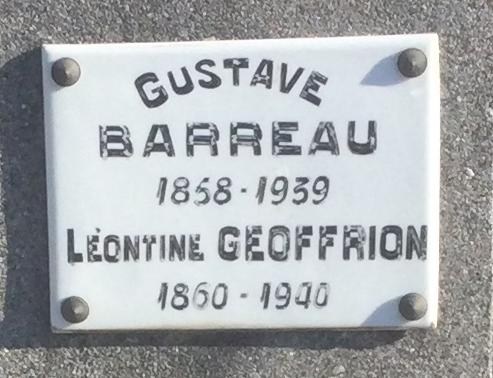 GUSTAVE
BARREAU
1858-1939
LÉONTINE GEOFFRION
1860-1940